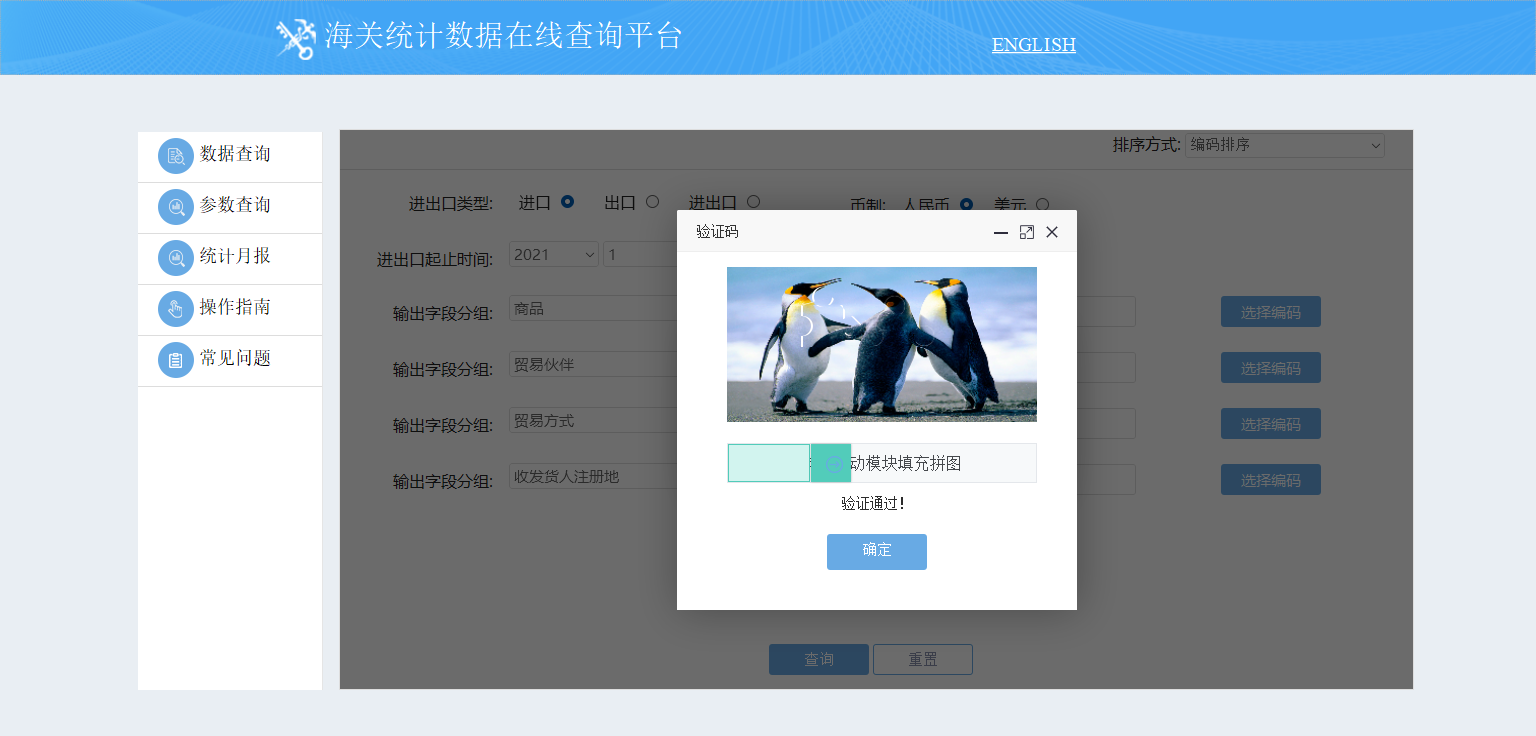 海关统计数据在线查询平台
ENGLISH
数据查询
参数查询
统计月报
操作指南
常见问题
排序方式: 编码排序
进出口类型: 进口 出口 进出口 币制: 人民币 美元
进出口起止时间: 2021 1
输出字段分组: 商品 选择编码
输出字段分组: 贸易伙伴 选择编码
输出字段分组: 贸易方式 选择编码
输出字段分组: 收发货人注册地 选择编码
验证码
动模块填充拼图
验证通过!
确定
查询 重置